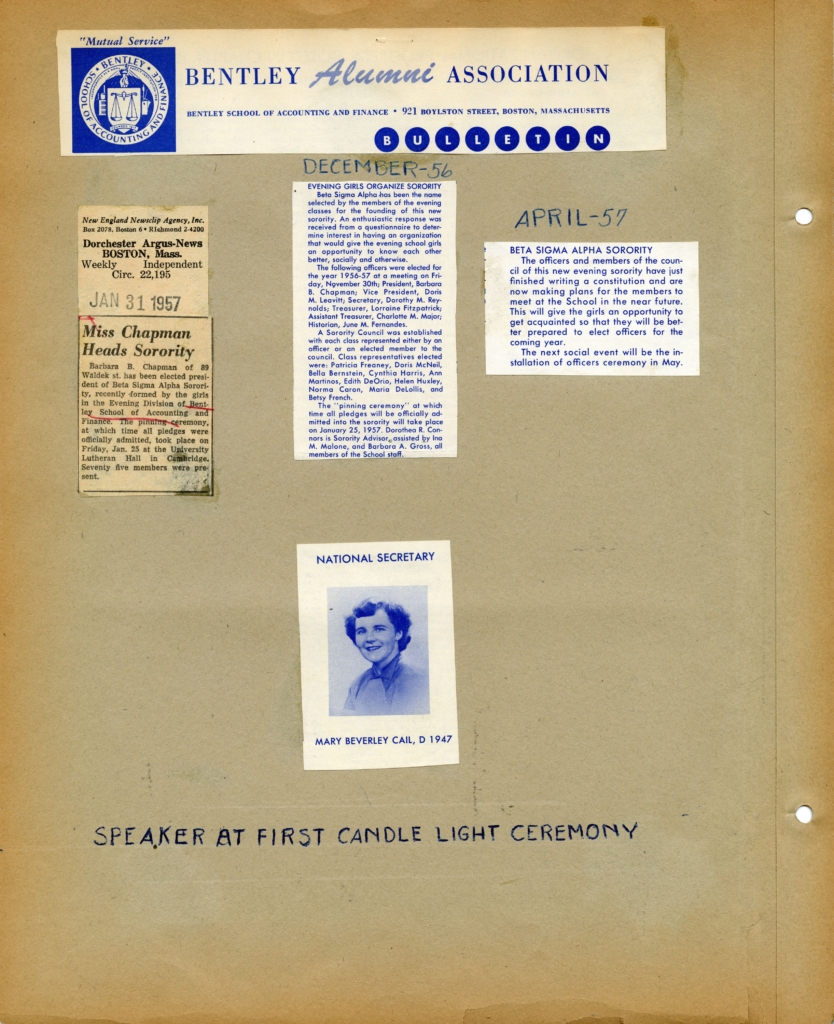 "Mutual Service"
BENTLEY
SCHOOL OF ACCOUNTING AND FINANCE
BENTLEY Alumni ASSOCIATION
BENTLEY SCHOOL OF ACCOUNTING AND FINANCE • 921 BOYLSTON STREET, BOSTON, MASSACHUSETTS
BULLETIN
New England Newsclip Agency, Inc.
Box 2078, Boston 6 • RIchmond 2-4200
Dorchester Argus-News
BOSTON, Mass.
Weekly Independent
Circ. 22,195
JAN 31 1957
Miss Chapman
Heads Sorority
Barbara B. Chapman of 89
Waldek st. has been elected presi-
dent of Beta Sigma Alpha Sorori-
ty, recently formed by the girls
in the Evening Division of Bent-
ley School of Accounting and
Finance. The pinning ceremony,
at which time all pledges were
officially admitted, took place on
Friday, Jan. 25 at the University
Lutheran Hall in Cambridge.
Seventy five members were pre-
sent.
DECEMBER-56
EVENING GIRLS ORGANIZE SORORITY
Beta Sigma Alpha has been the name
selected by the members of the evening
classes for the founding of this new
sorority. An enthusiastic response was
received from a questionnaire to deter-
mine interest in having an organization
that would give the evening school girls
an opportunity to know each other
better, socially and otherwise.
The following officers were elected for
the year 1956-57 at a meeting on Fri-
day, November 30th; President, Barbara
B. Chapman; Vice President, Doris
M. Leavitt; Secretary, Dorothy M. Rey-
nolds; Treasurer, Lorraine Fitzpatrick;
Assistant Treasurer, Charlotte M. Major;
Historian, June M. Fernandes.
A Sorority Council was established
with each class represented either by an
officer or an elected member to the
council. Class representatives elected
were: Patricia Freaney, Doris McNeil,
Bella Bernstein, Cynthia Harris, Ann
Martinos, Edith DeOrio, Helen Huxley,
Norma Caron, Maria DeLollis, and
Betsy French.
The "pinning ceremony" at which
time all pledges will be officially ad-
mitted into the sorority will take place
on January 25, 1957. Dorothea R. Con-
nors is Sorority Advisor, assisted by Ina
M. Malone, and Barbara A. Gross, all
members of the School staff.
APRIL-57
BETA SIGMA ALPHA SORORITY
The officers and members of the coun-
cil of this new evening sorority have just
finished writing a constitution and are
now making plans for the members to
meet at the School in the near future.
This will give the girls an opportunity to
get acquainted so that they will be bet-
ter prepared to elect officers for the
coming year.
The next social event will be the in-
stallation of officers ceremony in May.
NATIONAL SECRETARY
MARY BEVERLEY CAIL, D 1947
SPEAKER AT FIRST CANDLE LIGHT CEREMONY